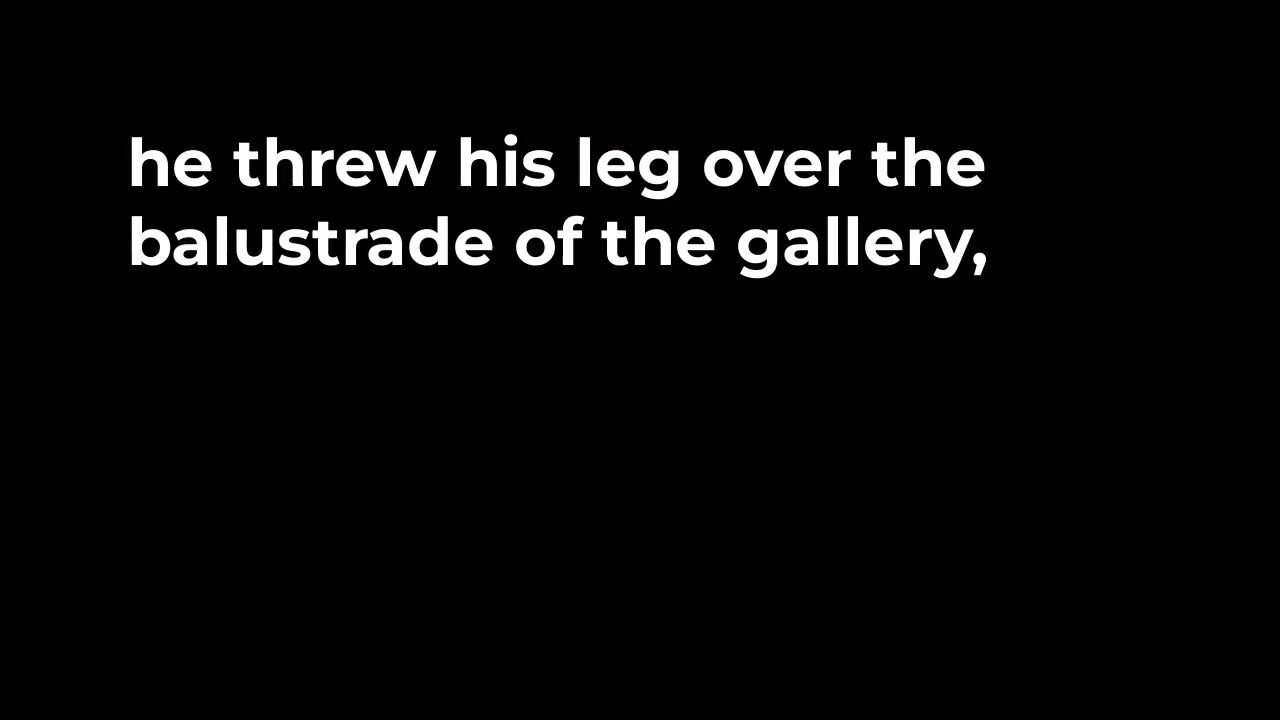 he threw his leg over the
balustrade of the gallery,